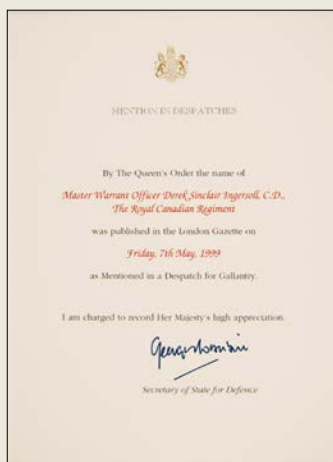 MENTION IN DESPATCHES
By The Queen's Order the name of
Master Warrant Officer Derek Sinclair Ingersoll, C.D.,
The Royal Canadian Regiment
was published in the London Gazette on
Friday, 7th May, 1999
as Mentioned in a Despatch for Gallantry.
I am charged to record Her Majesty's high appreciation.
Secretary of State for Defence